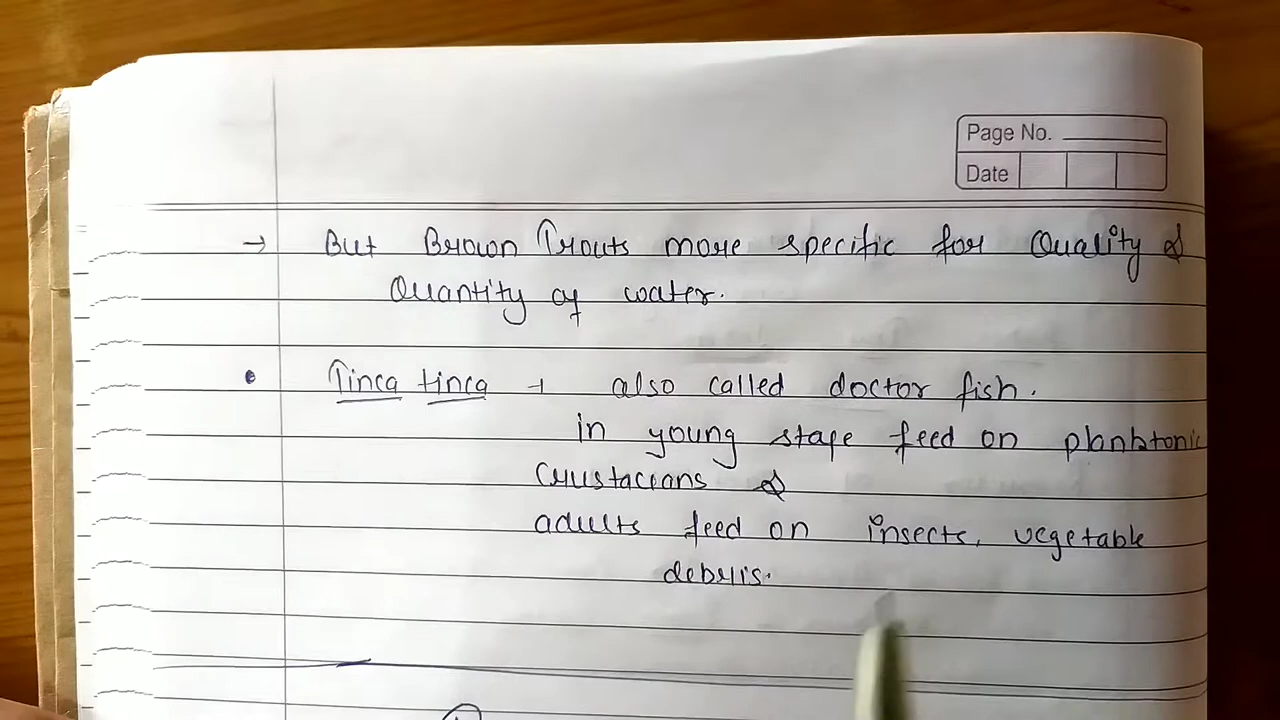 Page No.
Date
→ But Brown Trouts more specific for Quality &
Quantity of water.
• Tinca tinca → also called doctor fish.
in young stage feed on planktonic
Crustacians &
adults feed on insects, vegetable
debris.